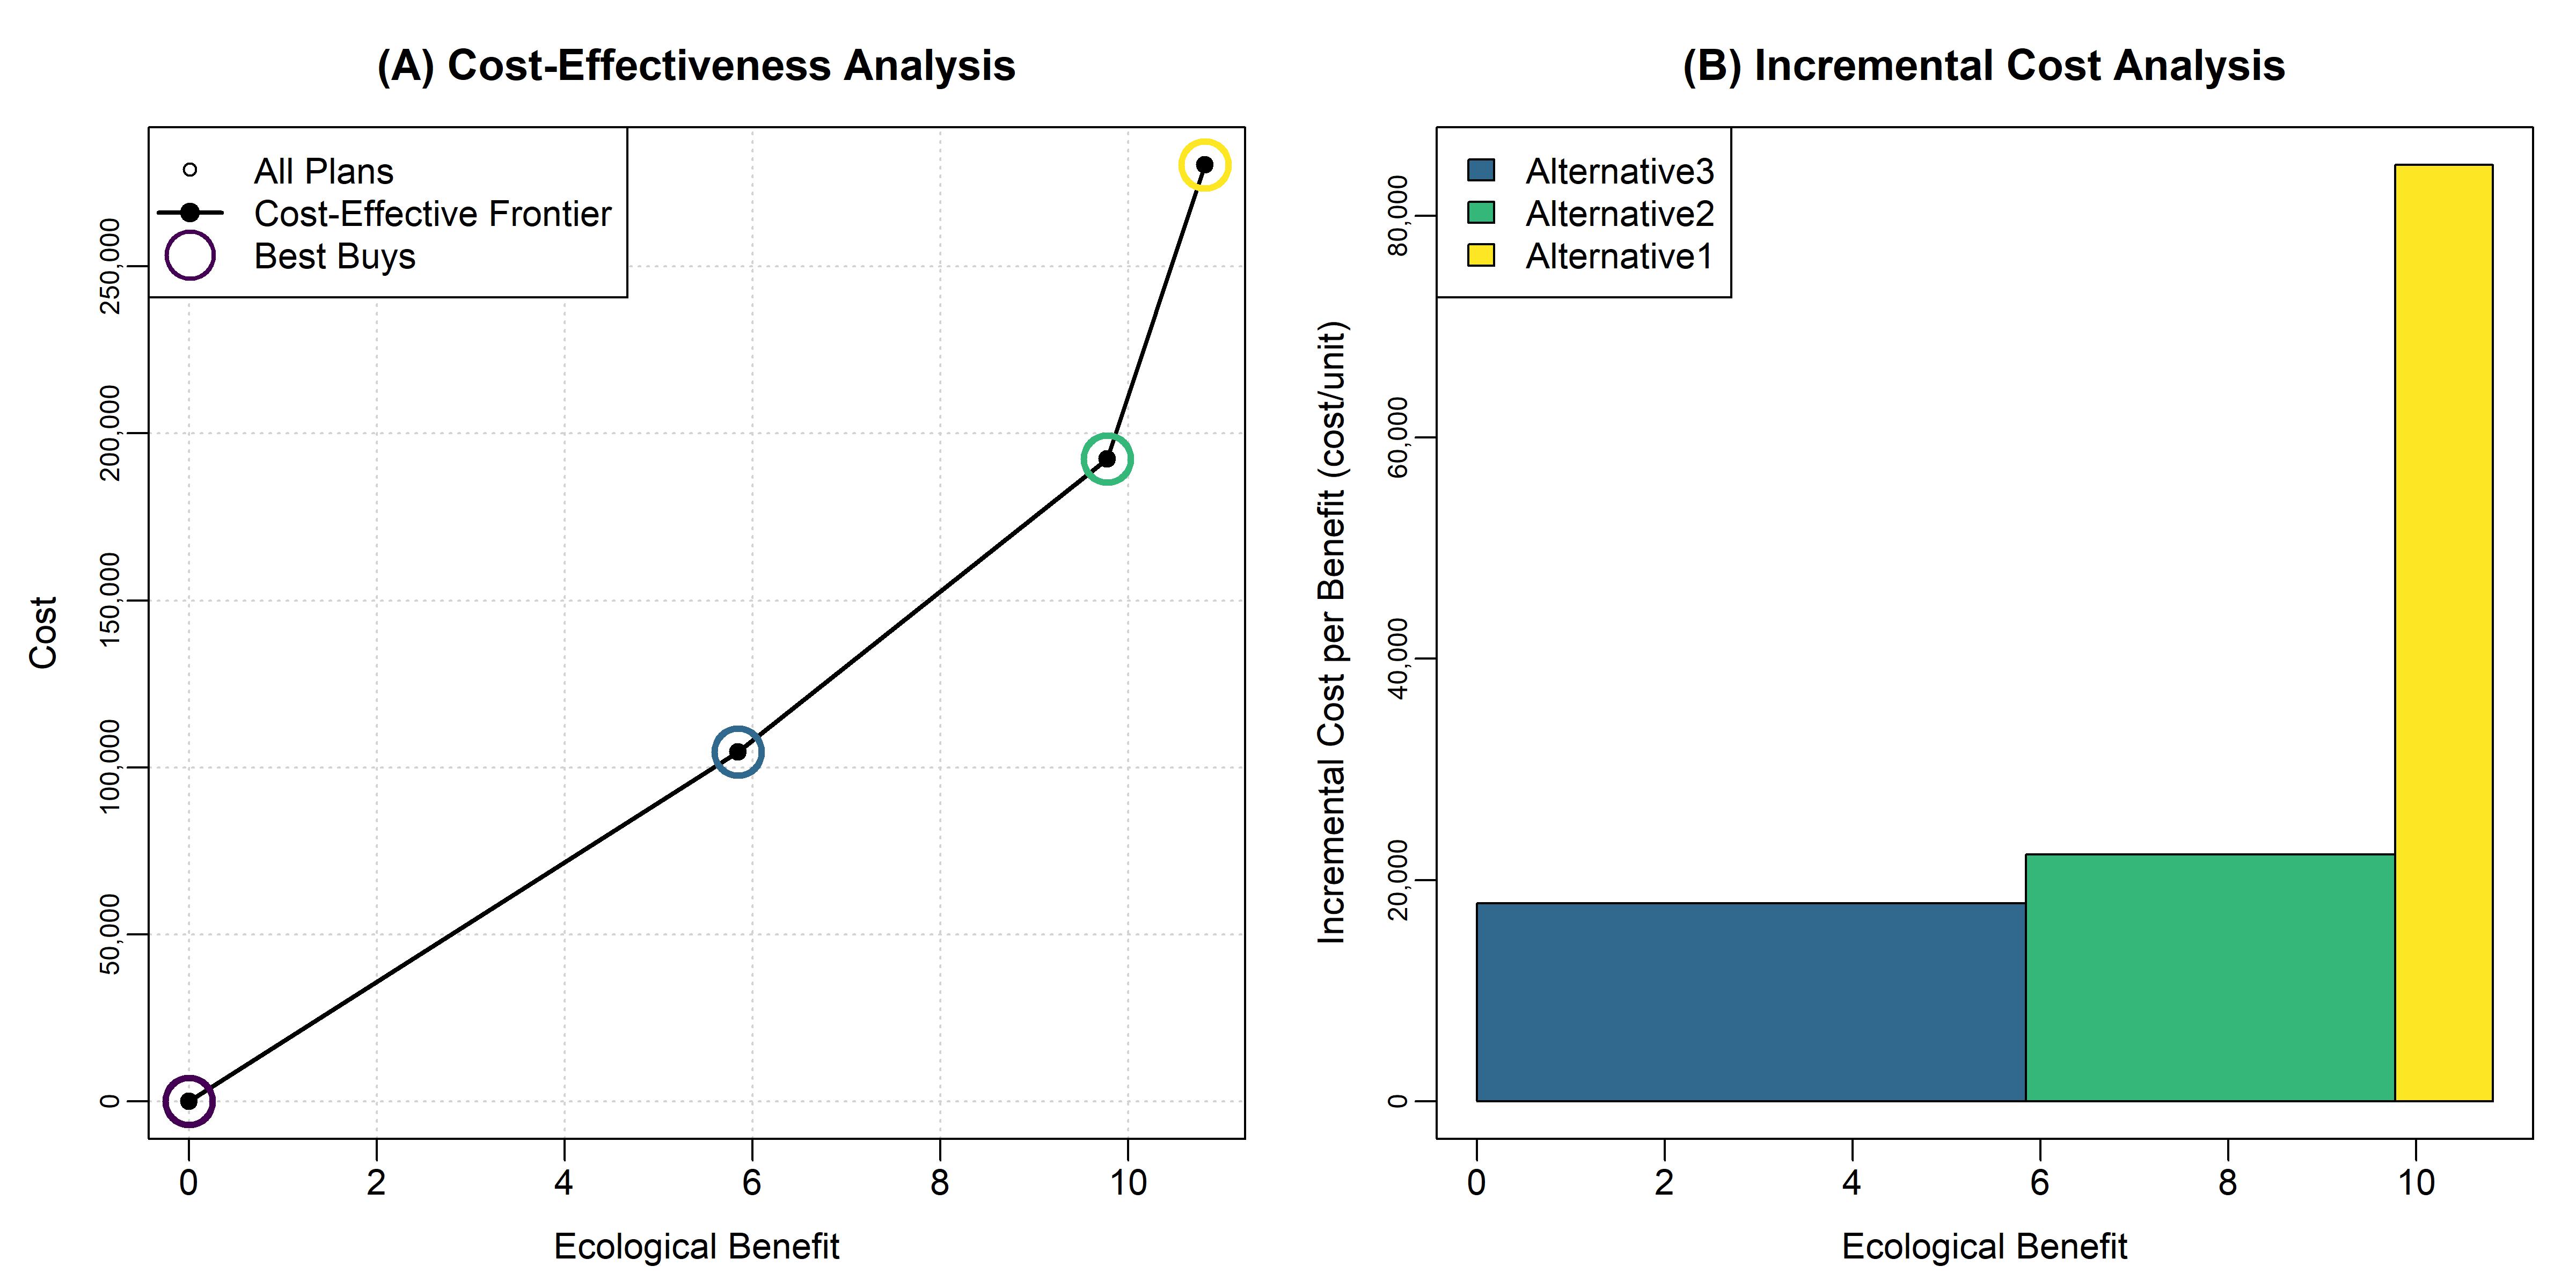 (A) Cost-Effectiveness Analysis
All Plans
Cost-Effective Frontier
Best Buys
Cost
250,000
200,000
150,000
100,000
50,000
0
0 2 4 6 8 10
Ecological Benefit
(B) Incremental Cost Analysis
Alternative3
Alternative2
Alternative1
Incremental Cost per Benefit (cost/unit)
80,000
60,000
40,000
20,000
0
0 2 4 6 8 10
Ecological Benefit